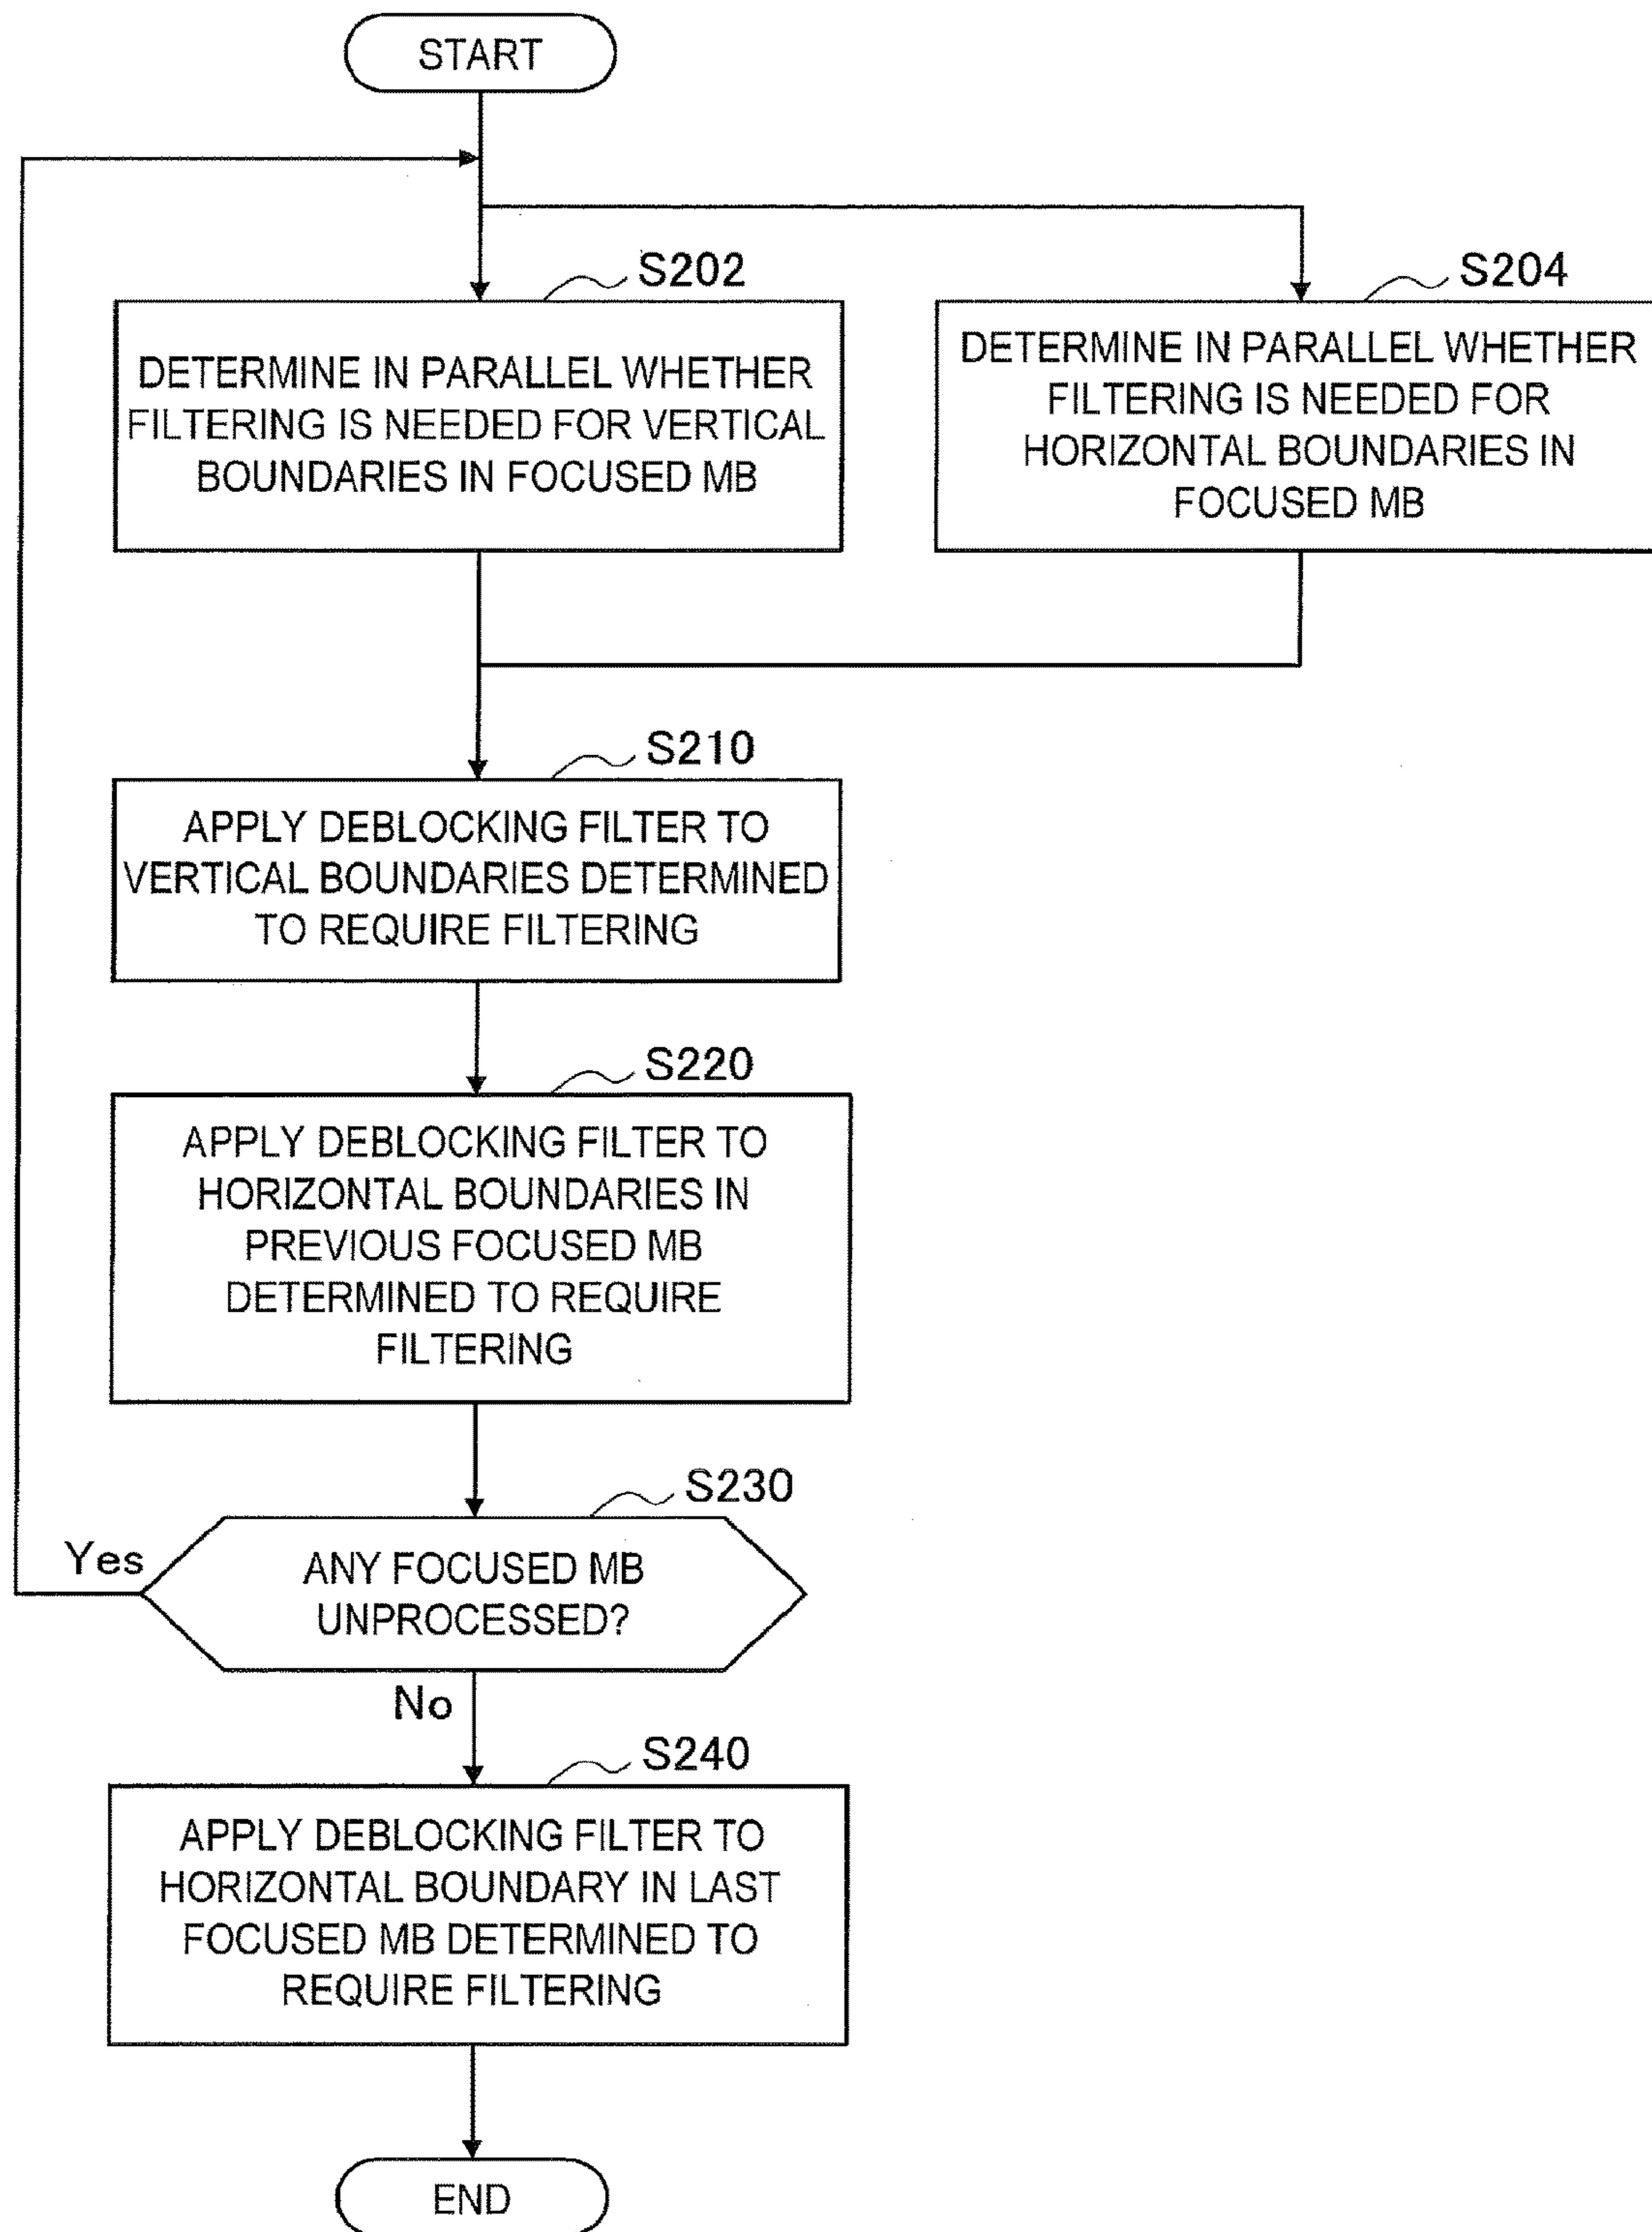 START
S202
DETERMINE IN PARALLEL WHETHER
FILTERING IS NEEDED FOR VERTICAL
BOUNDARIES IN FOCUSED MB
S204
DETERMINE IN PARALLEL WHETHER
FILTERING IS NEEDED FOR
HORIZONTAL BOUNDARIES IN
FOCUSED MB
S210
APPLY DEBLOCKING FILTER TO
VERTICAL BOUNDARIES DETERMINED
TO REQUIRE FILTERING
S220
APPLY DEBLOCKING FILTER TO
HORIZONTAL BOUNDARIES IN
PREVIOUS FOCUSED MB
DETERMINED TO REQUIRE
FILTERING
S230
Yes
ANY FOCUSED MB
UNPROCESSED?
No
S240
APPLY DEBLOCKING FILTER TO
HORIZONTAL BOUNDARY IN LAST
FOCUSED MB DETERMINED TO
REQUIRE FILTERING
END